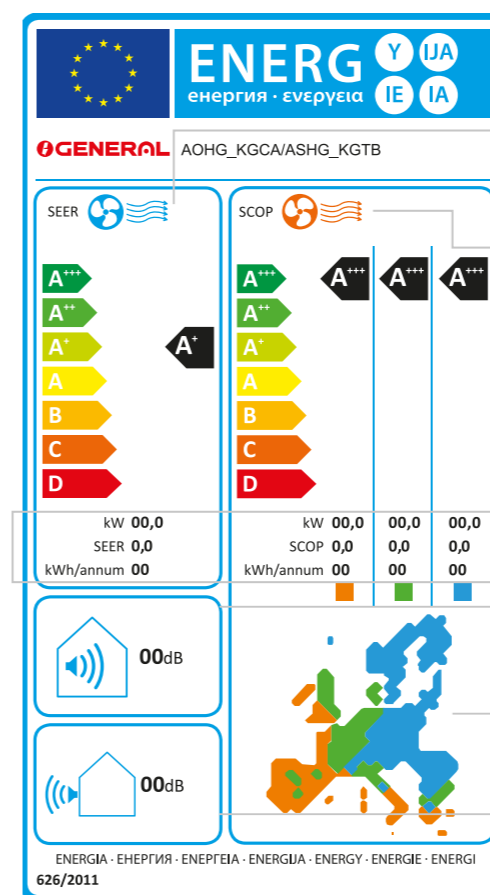 ENERG Y IJA
енергия · ενεργεια IE IA
GENERAL AOHG_KGCA/ASHG_KGTB
SEER SCOP
A+++ A+++ A+++ A+++ A+++
A++ A++
A+ A+ A+
A A
B B
C C
D D
kW 00,0 kW 00,0 00,0 00,0
SEER 0,0 SCOP 0,0 0,0 0,0
kWh/annum 00 kWh/annum 00 00 00
00dB
00dB
ENERGIA · ЕНЕРГИЯ · ΕΝΕΡΓΕΙΑ · ENERGIJA · ENERGY · ENERGIE · ENERGI
626/2011